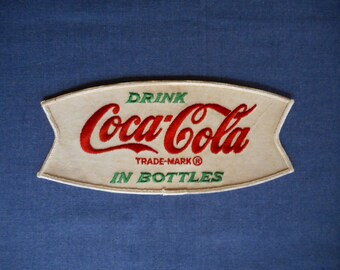 DRINK
Coca-Cola
TRADE-MARK®
IN BOTTLES